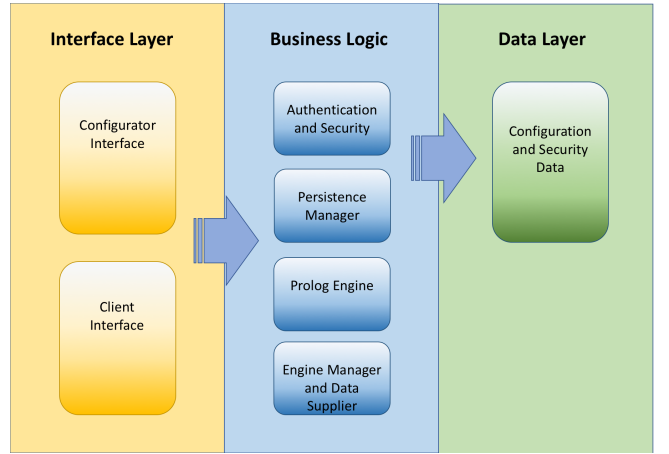 Interface Layer
Business Logic
Data Layer
Configurator
Interface
Client
Interface
Authentication
and Security
Persistence
Manager
Prolog Engine
Engine Manager
and Data
Supplier
Configuration
and Security
Data